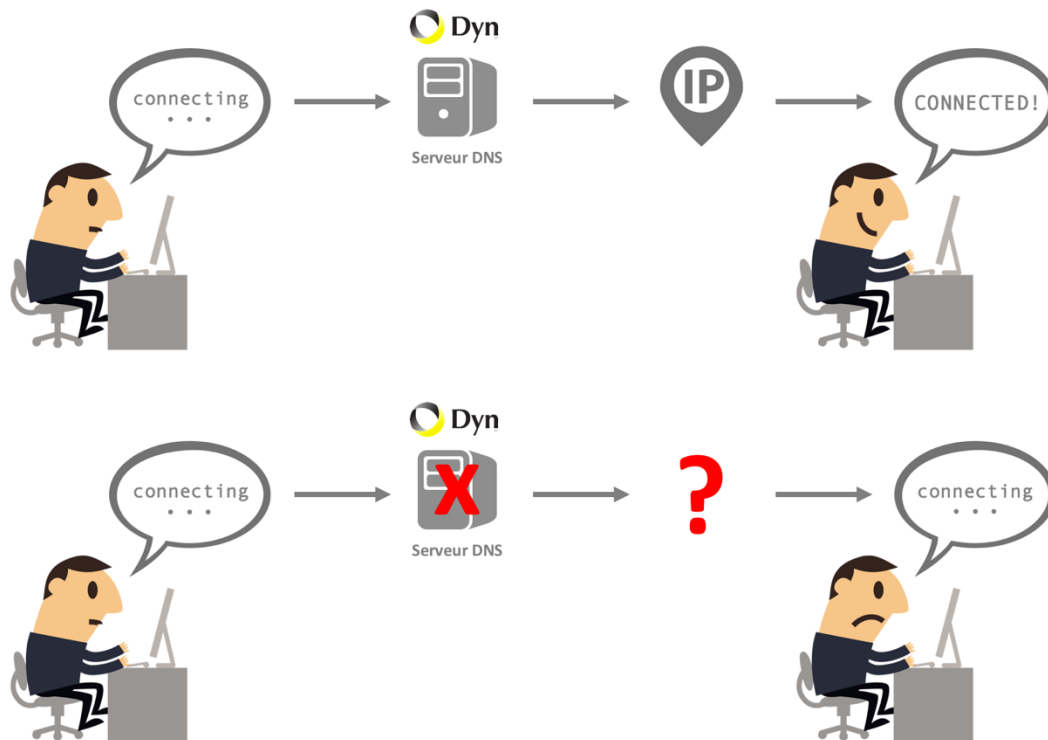 Dyn
connecting
. . .
IP
CONNECTED!
Serveur DNS
Dyn
connecting
. . .
X
?
connecting
. . .
Serveur DNS